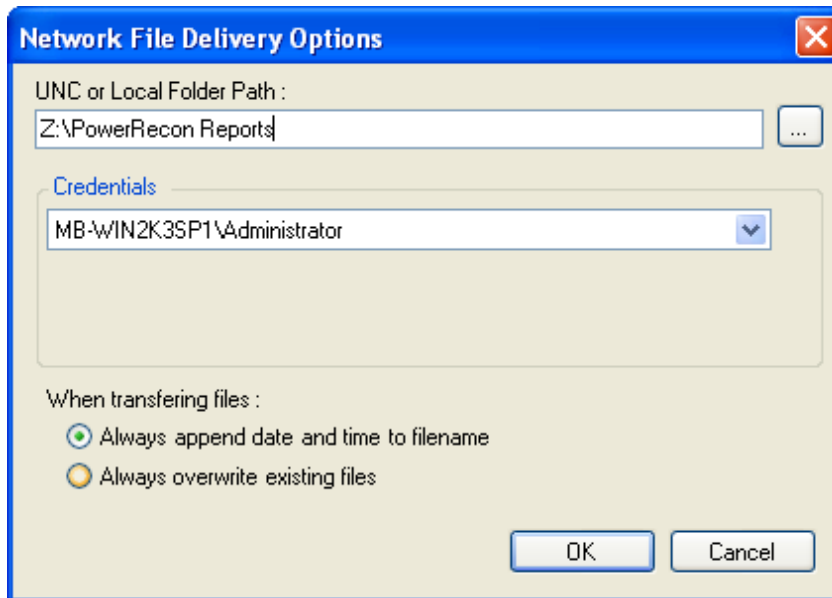 Network File Delivery Options
UNC or Local Folder Path :
Z:\PowerRecon Reports
...
Credentials
MB-WIN2K3SP1\Administrator
When transfering files :
Always append date and time to filename
Always overwrite existing files
OK Cancel